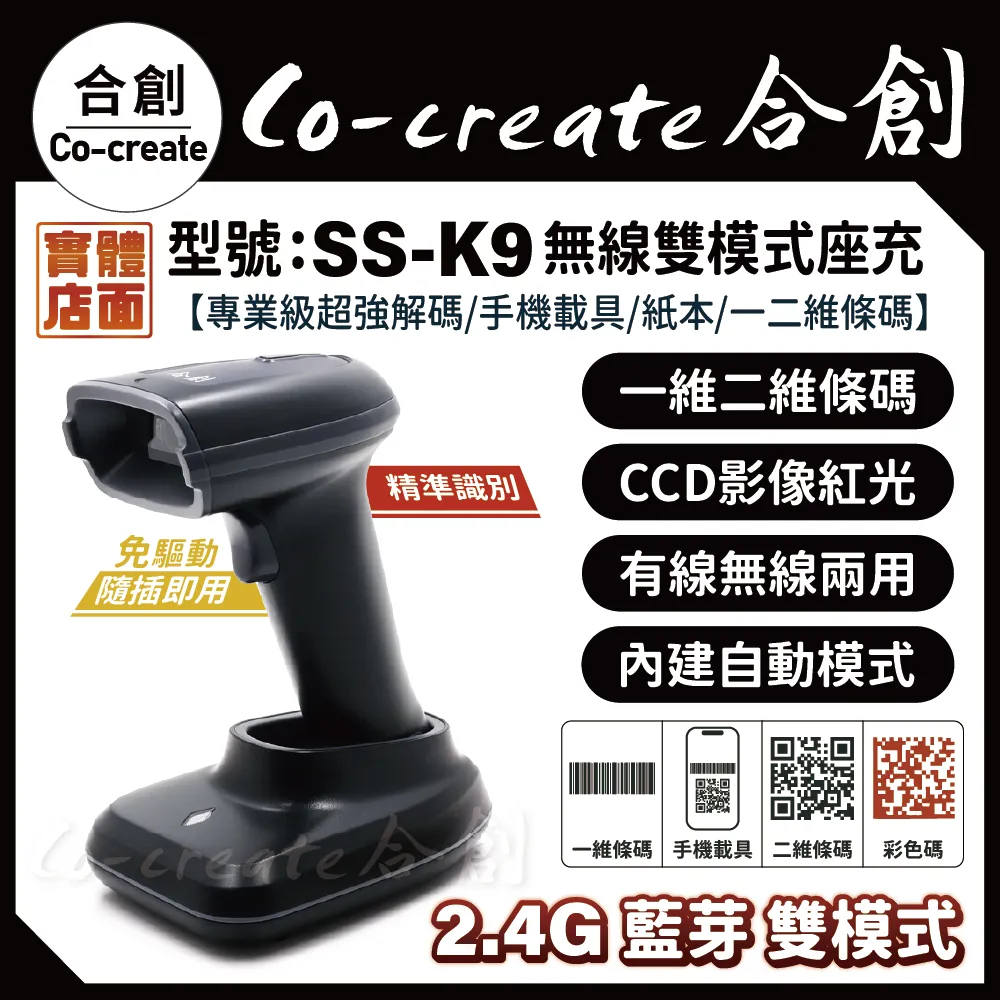 合創
Co-create
Co-create合創
實體
店面
型號:SS-K9無線雙模式座充
【專業級超強解碼/手機載具/紙本/一二維條碼】
一維二維條碼
CCD影像紅光
精準識別
免驅動
隨插即用
有線無線兩用
內建自動模式
一維條碼
手機載具
二維條碼
彩色碼
Co-create合創
2.4G 藍芽 雙模式